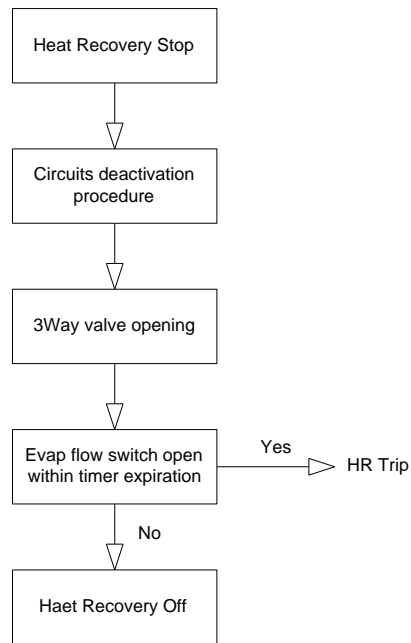 Heat Recovery Stop
Circuits deactivation
procedure
3Way valve opening
Evap flow switch open
within timer expiration
Yes
HR Trip
No
Haet Recovery Off